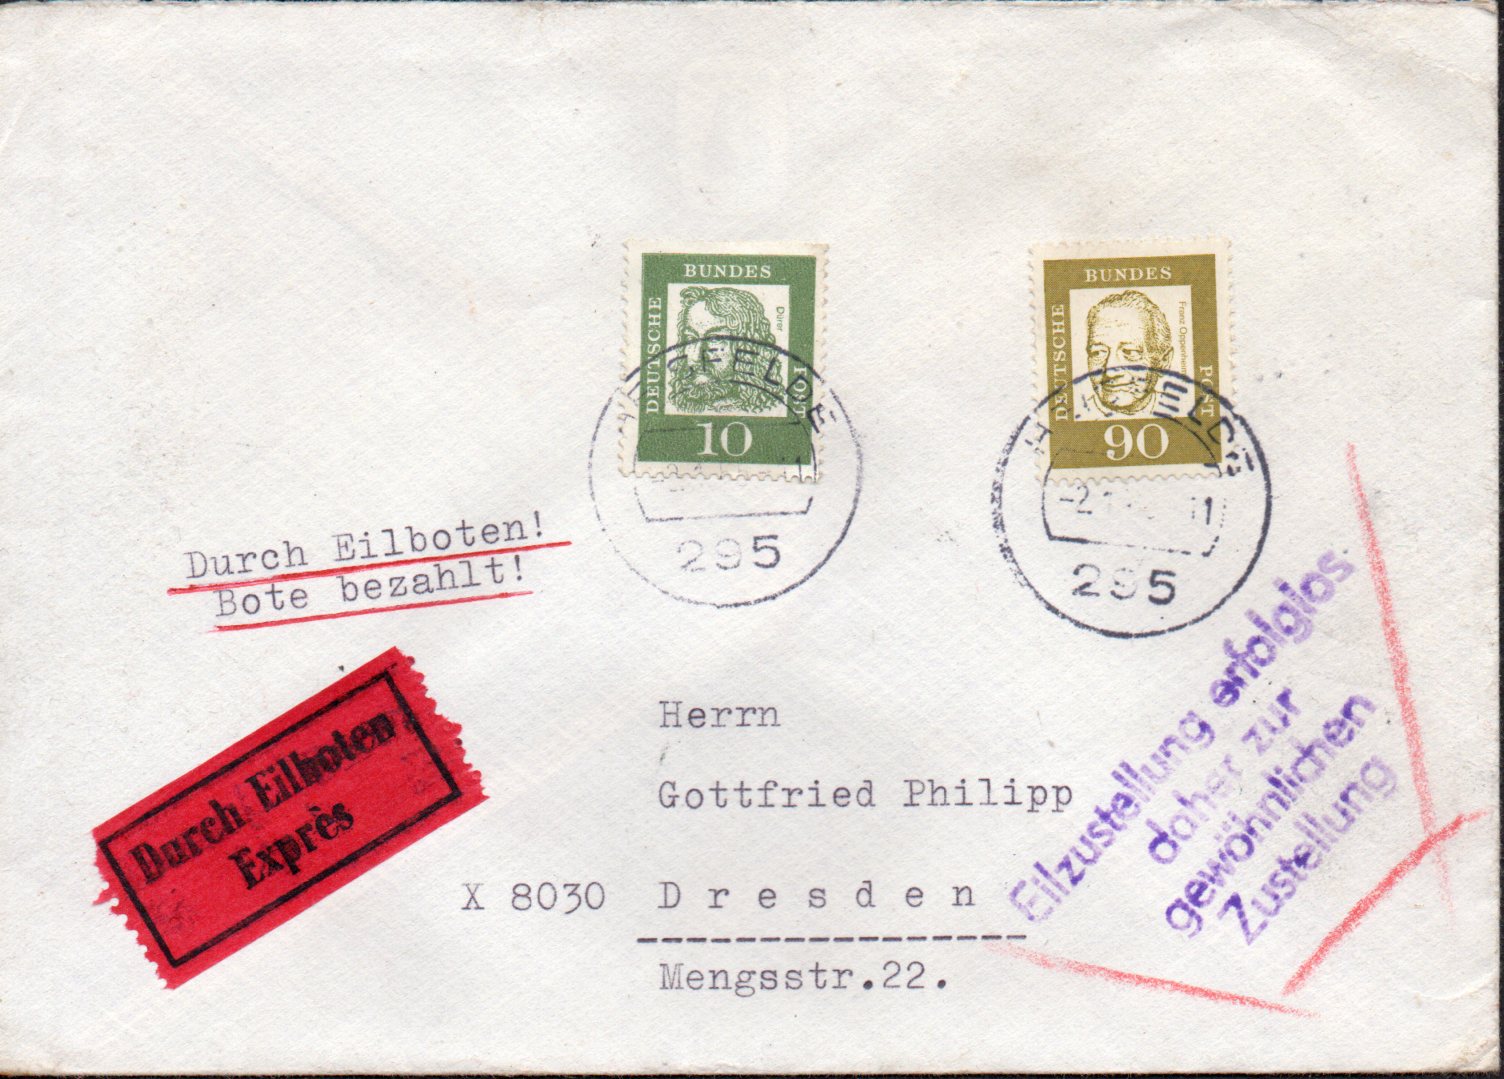 BUNDES
DEUTSCHE
Dürer
10
BUNDES
DEUTSCHE
POST
90
295
295
Durch Eilboten!
Bote bezahlt!
Durch Eilboten
Exprès
Herrn
Gottfried Philipp
X 8030 Dresden
Mengsstr.22.
Eilzustellung erfolglos
daher zur
gewöhnlichen
Zustellung